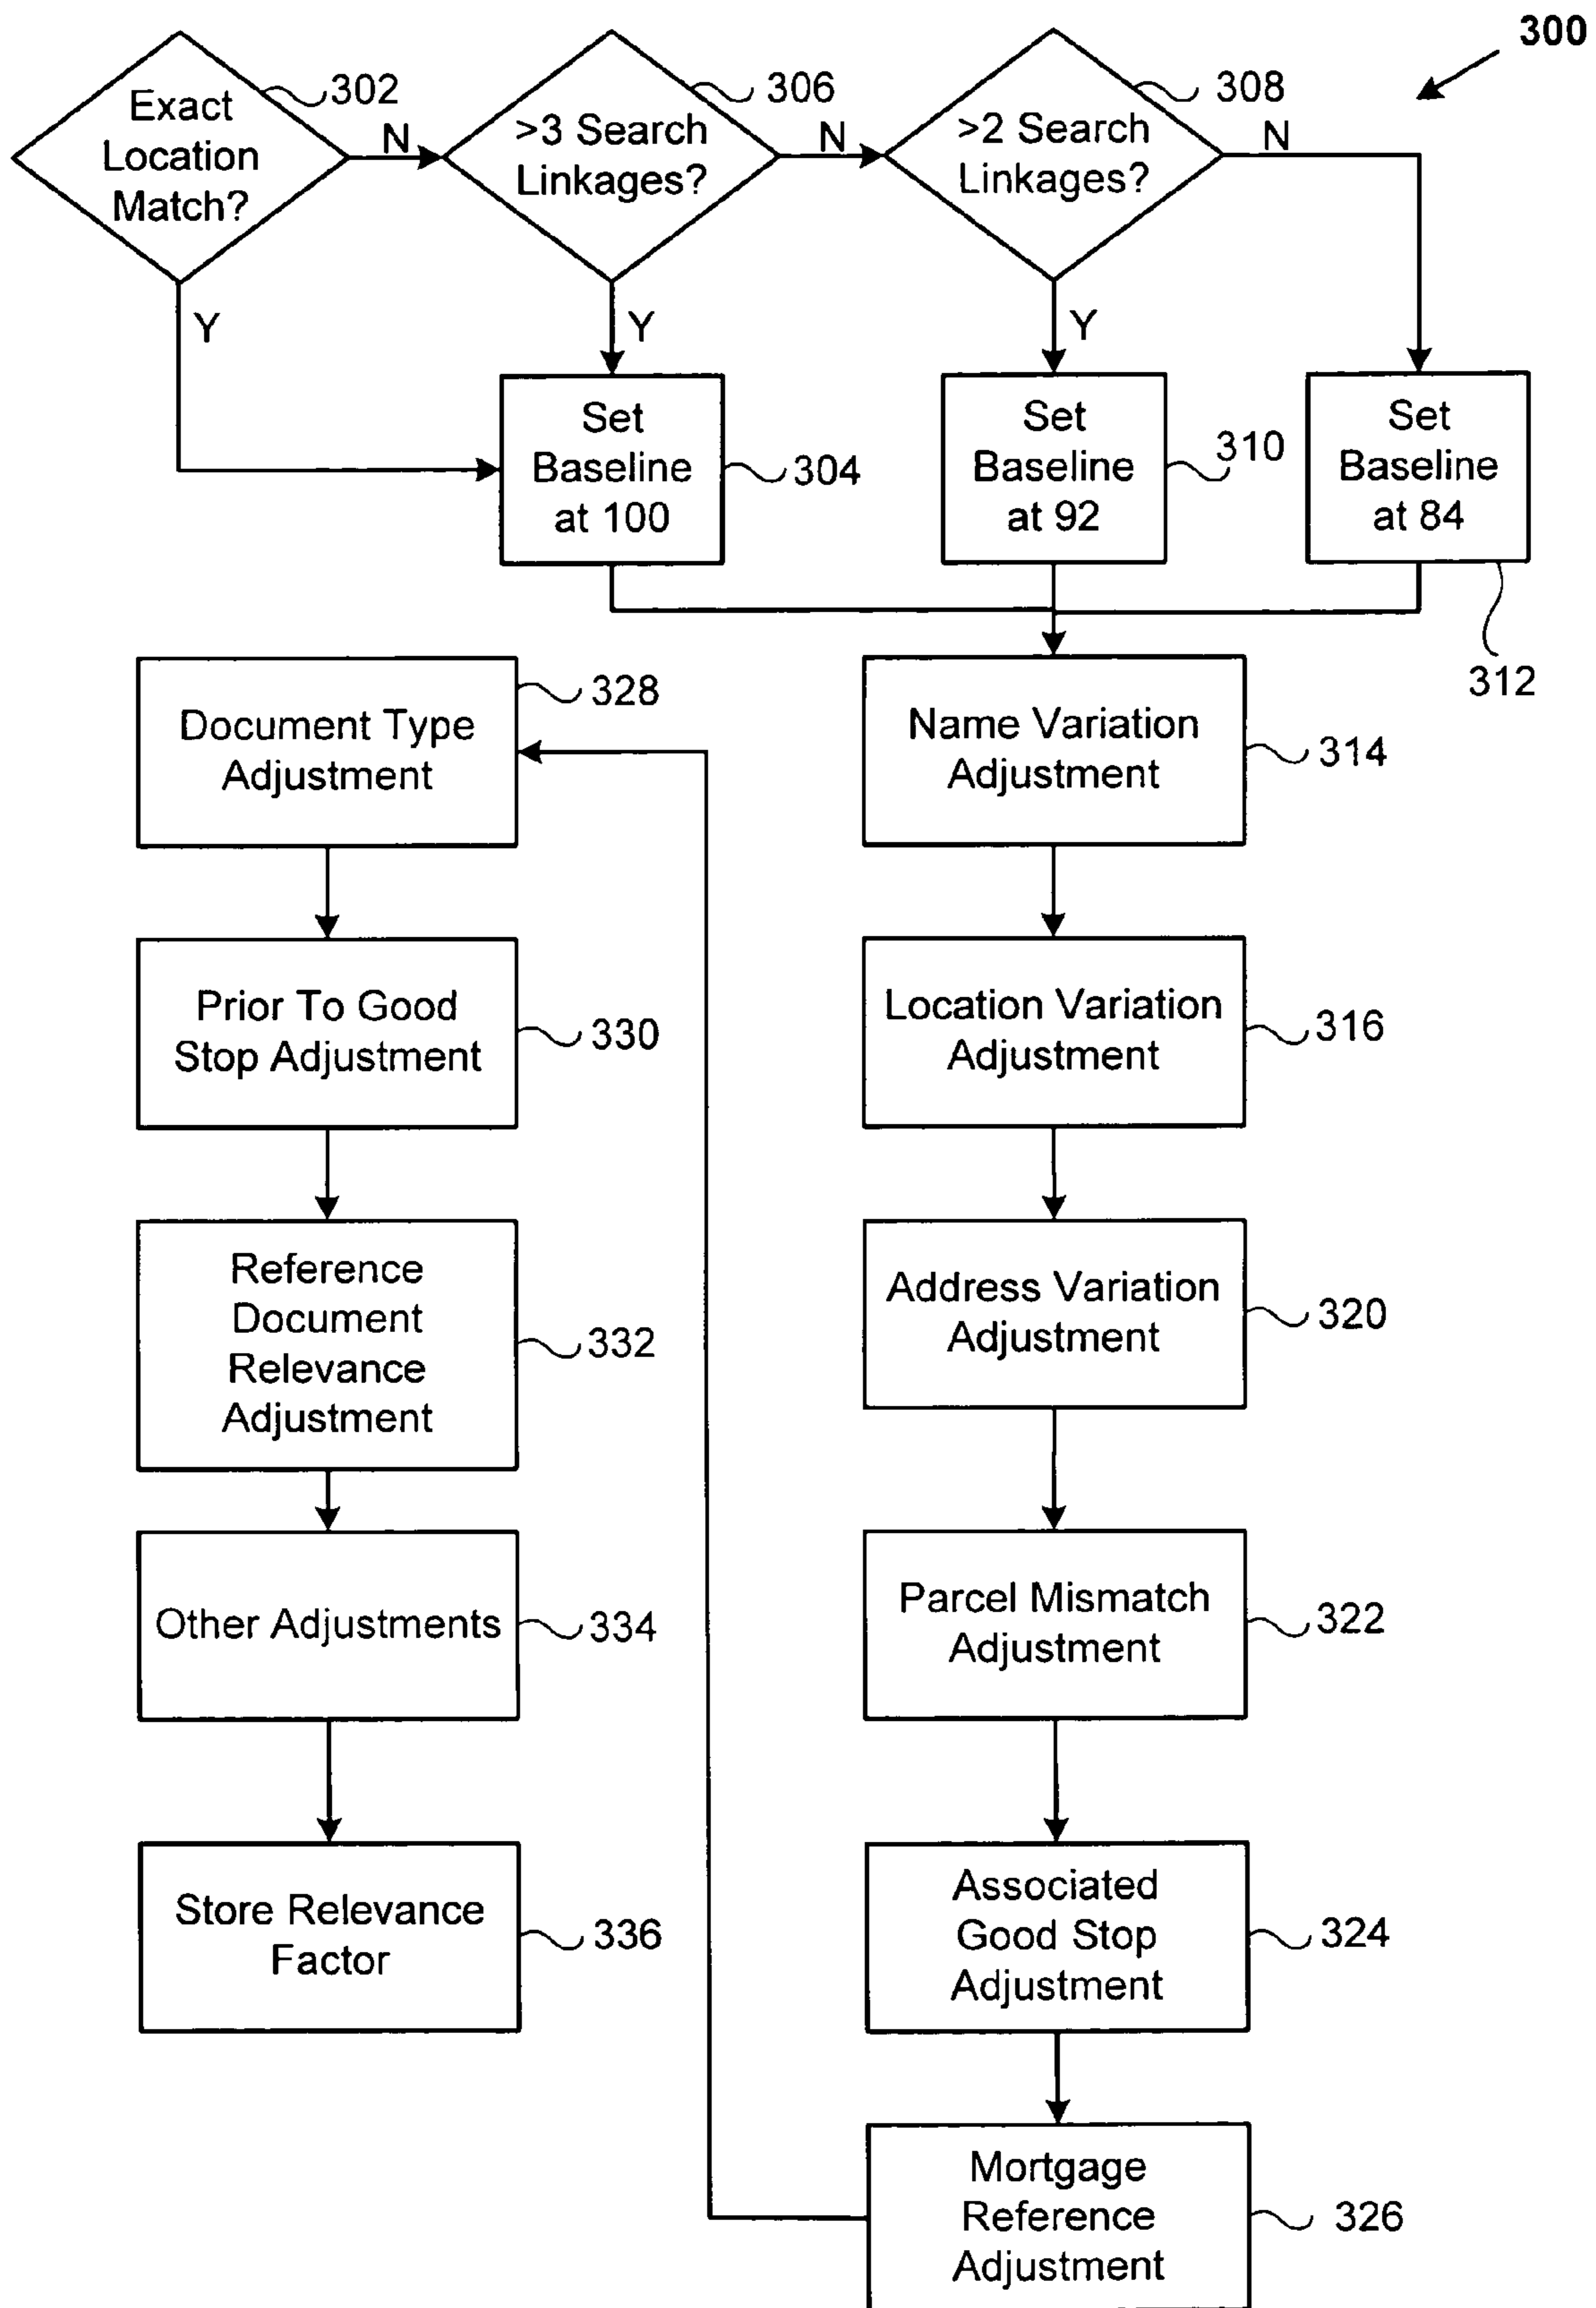 300
Exact
Location
Match?
302
N
Y
>3 Search
Linkages?
306
N
Y
>2 Search
Linkages?
308
N
Y
Set
Baseline
at 100
304
Set
Baseline
at 92
310
Set
Baseline
at 84
312
Name Variation
Adjustment
314
Location Variation
Adjustment
316
Address Variation
Adjustment
320
Parcel Mismatch
Adjustment
322
Associated
Good Stop
Adjustment
324
Mortgage
Reference
Adjustment
326
Document Type
Adjustment
328
Prior To Good
Stop Adjustment
330
Reference
Document
Relevance
Adjustment
332
Other Adjustments
334
Store Relevance
Factor
336